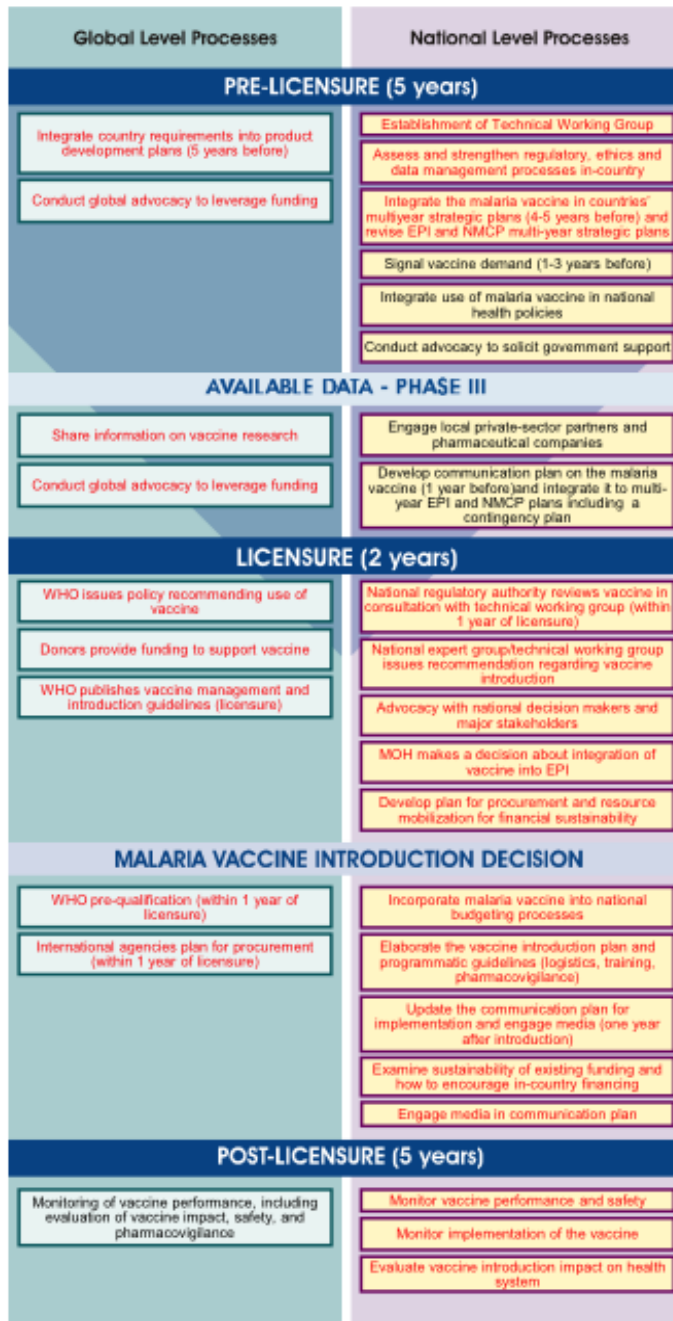 Global Level Processes
National Level Processes
PRE-LICENSURE (5 years)
Integrate country requirements into product
development plans (5 years before)
Conduct global advocacy to leverage funding
Establishment of Technical Working Group
Assess and strengthen regulatory, ethics and
data management processes in-country
Integrate the malaria vaccine in countries'
multiyear strategic plans (4-5 years before) and
revise EPI and NMCP multi-year strategic plans
Signal vaccine demand (1-3 years before)
Integrate use of malaria vaccine in national
health policies
Conduct advocacy to solicit government support
AVAILABLE DATA - PHASE III
Share information on vaccine research
Conduct global advocacy to leverage funding
Engage local private-sector partners and
pharmaceutical companies
Develop communication plan on the malaria
vaccine (1 year before)and integrate it to multi-
year EPI and NMCP plans including a
contingency plan
LICENSURE (2 years)
WHO issues policy recommending use of
vaccine
Donors provide funding to support vaccine
WHO publishes vaccine management and
introduction guidelines (licensure)
National regulatory authority reviews vaccine in
consultation with technical working group (within
1 year of licensure)
National expert group/technical working group
issues recommendation regarding vaccine
introduction
Advocacy with national decision makers and
major stakeholders
MOH makes a decision about integration of
vaccine into EPI
Develop plan for procurement and resource
mobilization for financial sustainability
MALARIA VACCINE INTRODUCTION DECISION
WHO pre-qualification (within 1 year of
licensure)
International agencies plan for procurement
(within 1 year of licensure)
Incorporate malaria vaccine into national
budgeting processes
Elaborate the vaccine introduction plan and
programmatic guidelines (logistics, training,
pharmacovigilance)
Update the communication plan for
implementation and engage media (one year
after introduction)
Examine sustainability of existing funding and
how to encourage in-country financing
Engage media in communication plan
POST-LICENSURE (5 years)
Monitoring of vaccine performance, including
evaluation of vaccine impact, safety, and
pharmacovigilance
Monitor vaccine performance and safety
Monitor implementation of the vaccine
Evaluate vaccine introduction impact on health
system